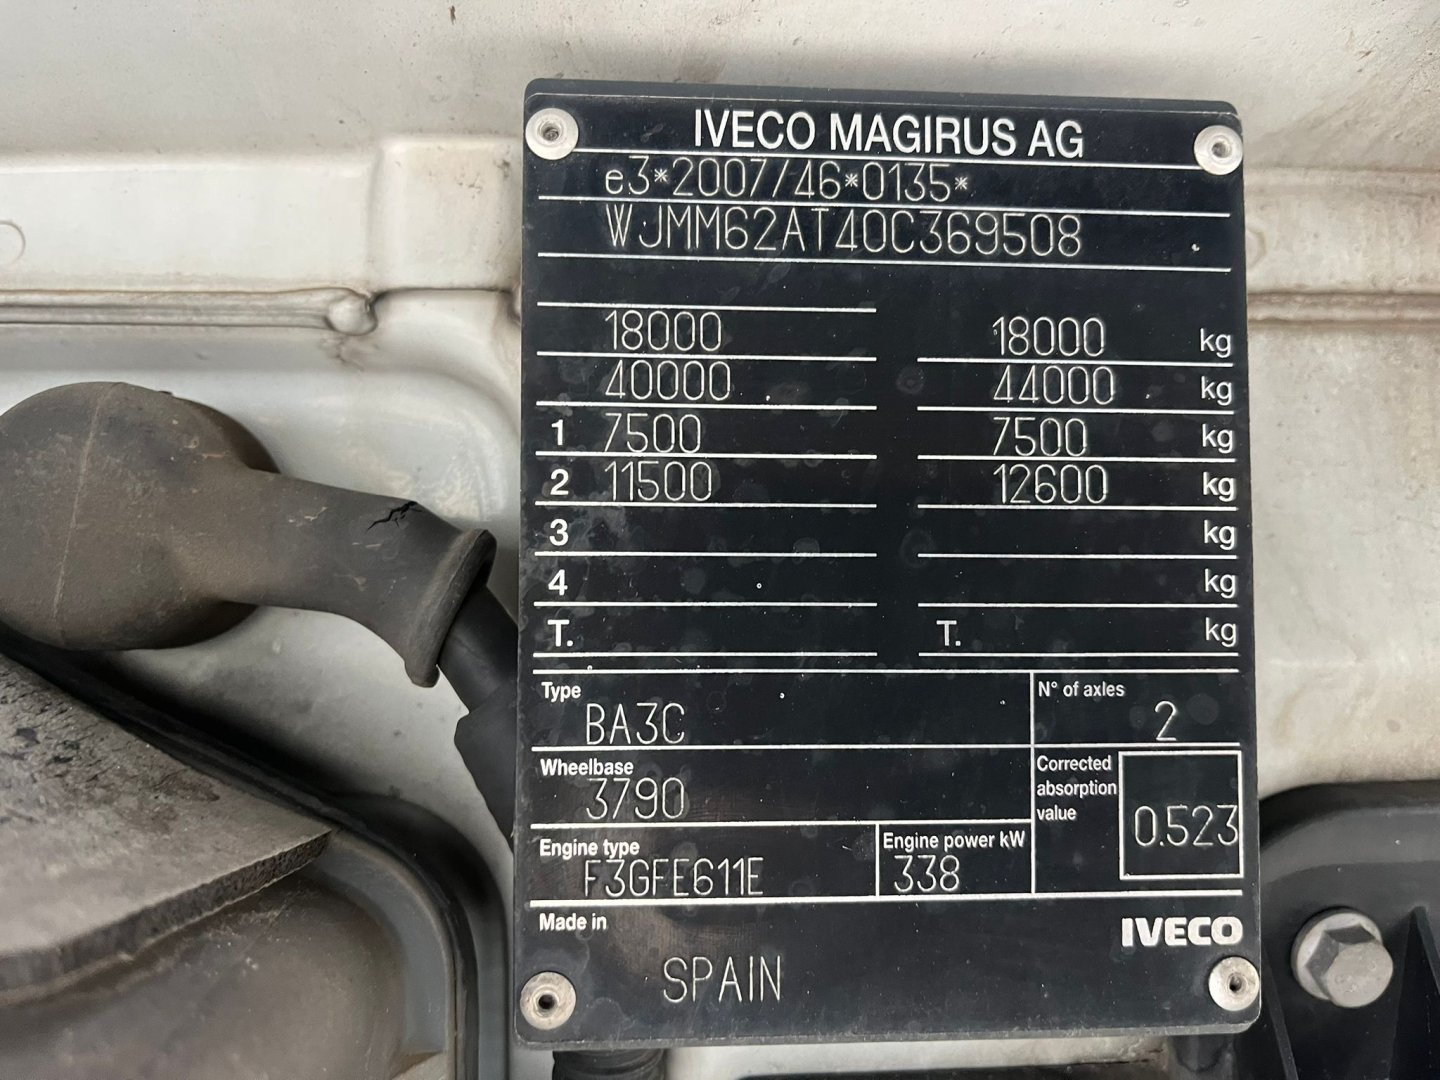 IVECO MAGIRUS AG
e3*2007/46*0135*
WJMM62AT40C369508
18000 18000 kg
40000 44000 kg
1 7500 7500 kg
2 11500 12600 kg
3 kg
4 kg
T. T. kg
Type N° of axles
BA3C 2
Wheelbase Corrected absorption value
3790 0.523
Engine type Engine power kW
F3GFE611E 338
Made in IVECO
SPAIN